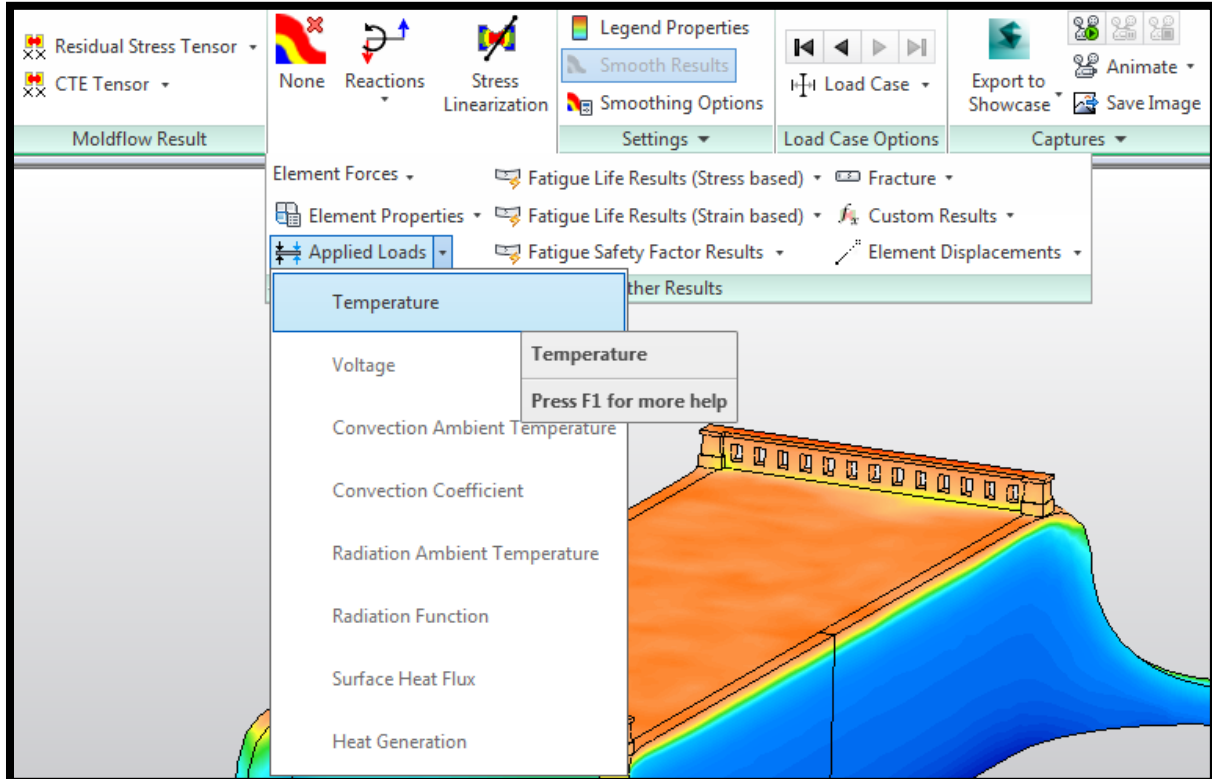 Residual Stress Tensor
CTE Tensor
Moldflow Result
None
Reactions
Stress
Linearization
Legend Properties
Smooth Results
Smoothing Options
Settings
Load Case
Load Case Options
Export to
Showcase
Animate
Save Image
Captures
Element Forces
Fatigue Life Results (Stress based)
Fracture
Element Properties
Fatigue Life Results (Strain based)
Custom Results
Applied Loads
Fatigue Safety Factor Results
Element Displacements
ther Results
Temperature
Temperature
Press F1 for more help
Voltage
Convection Ambient Temperature
Convection Coefficient
Radiation Ambient Temperature
Radiation Function
Surface Heat Flux
Heat Generation